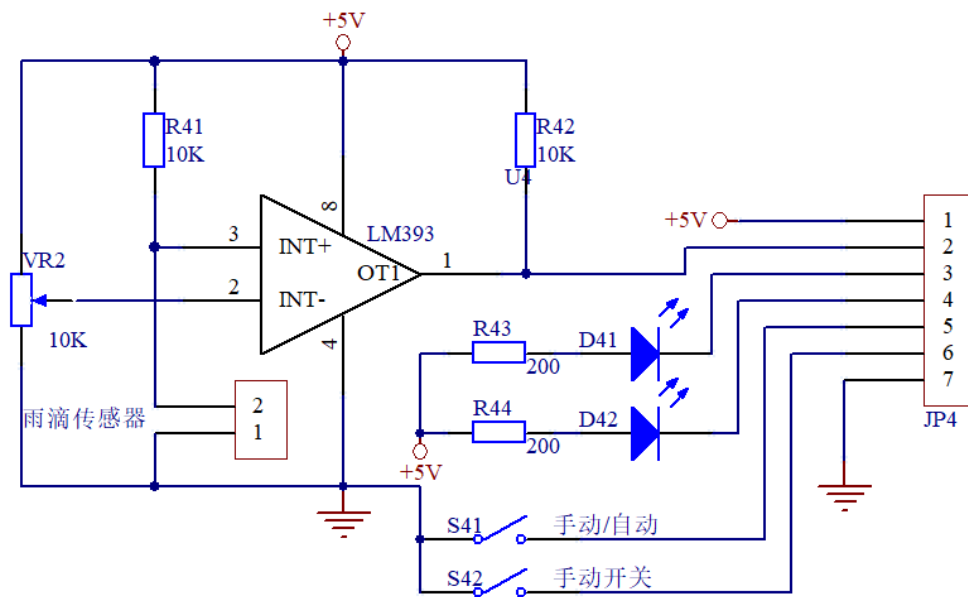 +5V
R41
10K
R42
10K
U4
8
LM393
3
INT+
OT1
1
2
INT-
4
VR2
10K
+5V
1
2
3
4
5
6
7
JP4
R43
200
D41
R44
200
D42
+5V
雨滴传感器
2
1
S41
手动/自动
S42
手动开关